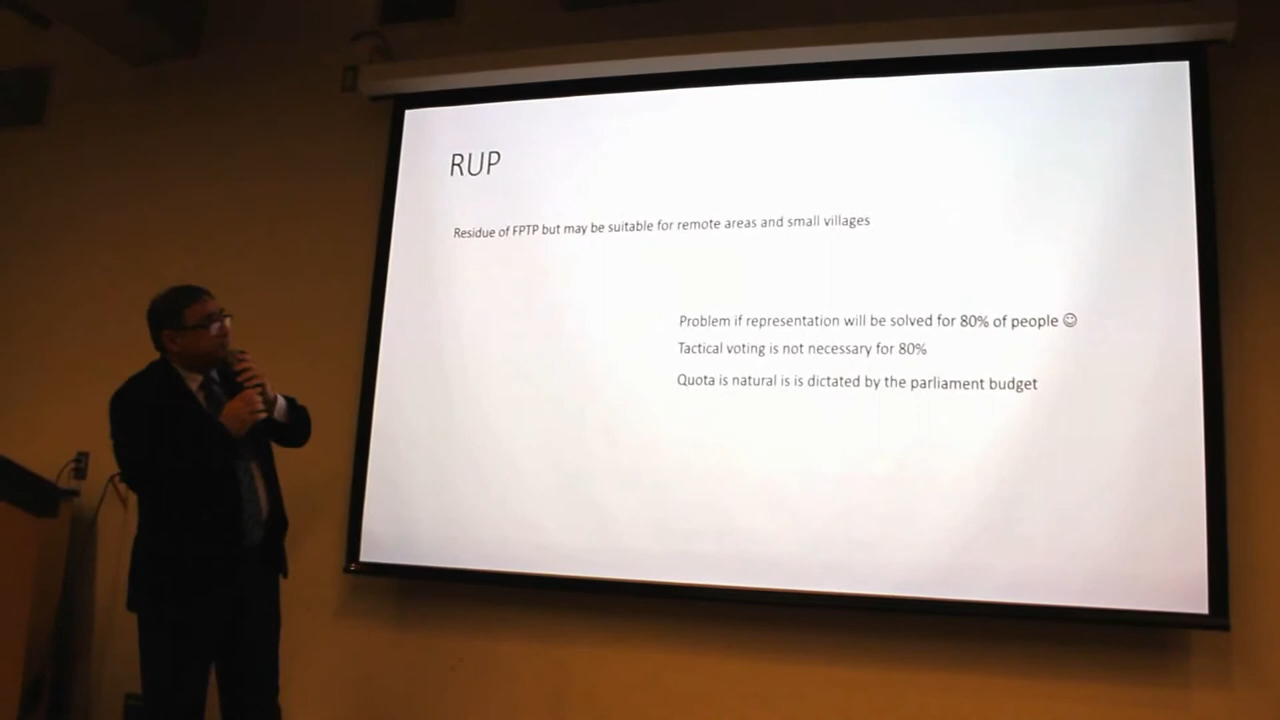 RUP
Residue of FPTP but may be suitable for remote areas and small villages
Problem if representation will be solved for 80% of people ☺
Tactical voting is not necessary for 80%
Quota is natural is is dictated by the parliament budget